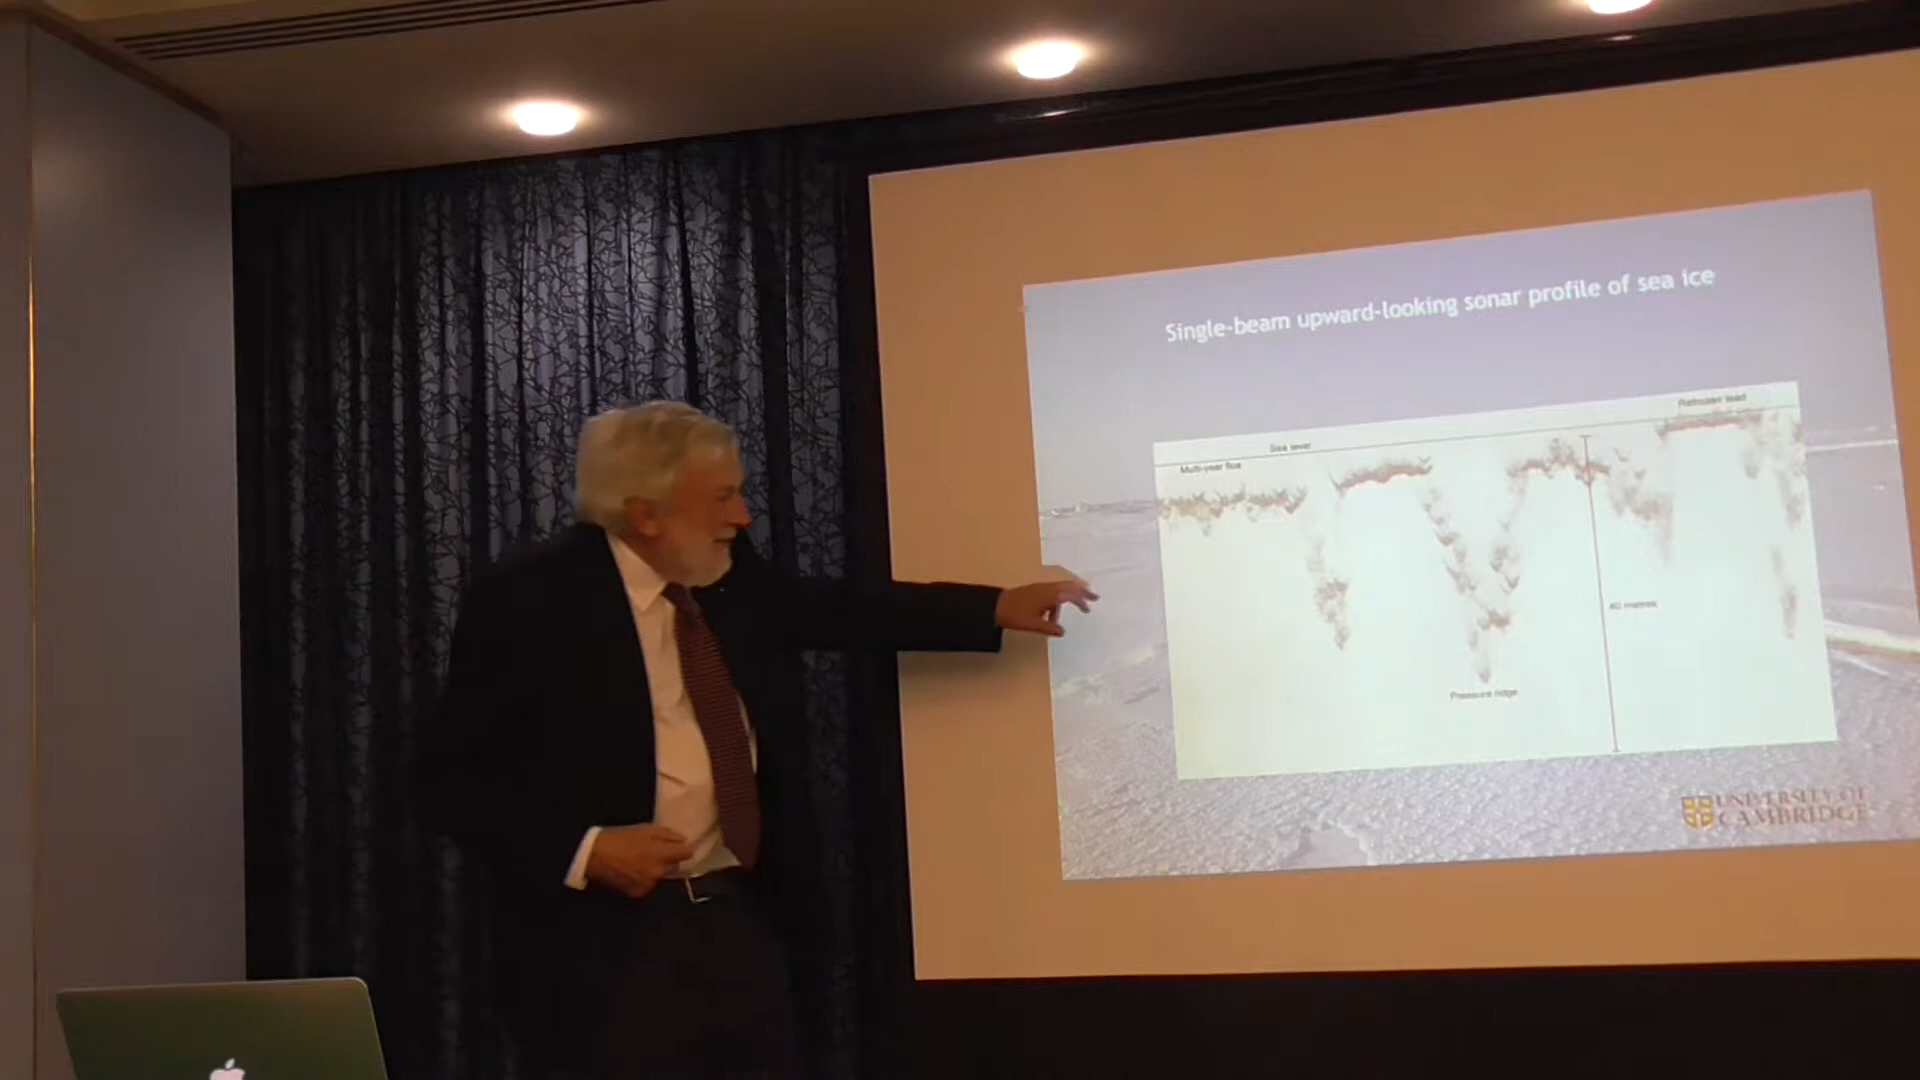 Single-beam upward-looking sonar profile of sea ice
Refrozen lead
Sea level
Multi-year floe
40 metres
Pressure ridge
UNIVERSITY OF
CAMBRIDGE